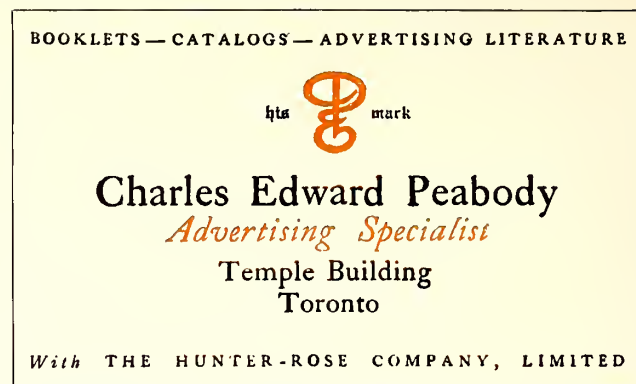 BOOKLETS — CATALOGS — ADVERTISING LITERATURE
his mark
Charles Edward Peabody
Advertising Specialist
Temple Building
Toronto
With THE HUNTER-ROSE COMPANY, LIMITED